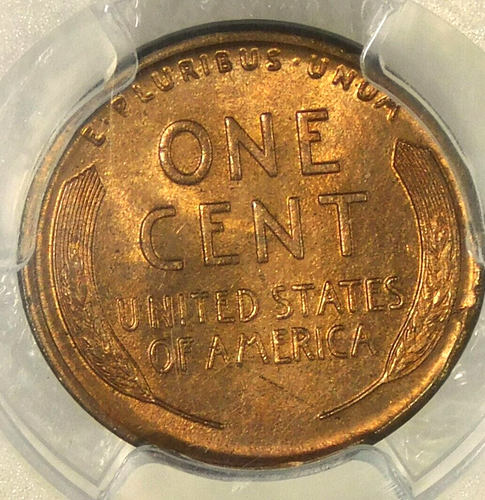 E·PLURIBUS·UNUM
ONE
CENT
UNITED STATES
OF AMERICA